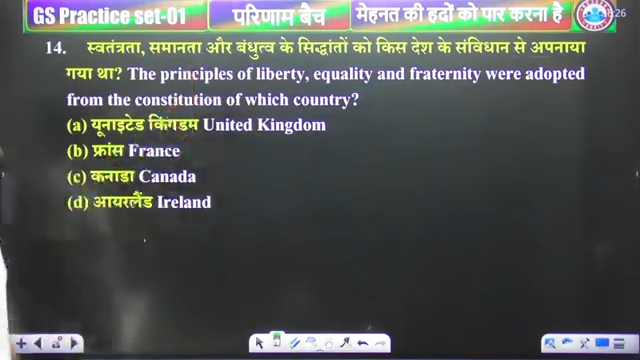 GS Practice set-01 परिणाम बैच मेहनत की हदों को पार करना है
14. स्वतंत्रता, समानता और बंधुत्व के सिद्धांतों को किस देश के संविधान से अपनाया
गया था? The principles of liberty, equality and fraternity were adopted
from the constitution of which country?
(a) यूनाइटेड किंगडम United Kingdom
(b) फ्रांस France
(c) कनाडा Canada
(d) आयरलैंड Ireland